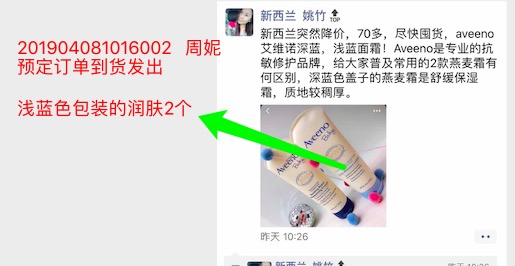 201904081016002 周妮
预定订单到货发出
浅蓝色包装的润肤2个
新西兰 姚竹 TOP
新西兰突然降价，70多，尽快囤货，aveeno
艾维诺深蓝，浅蓝面霜！Aveeno是专业的抗
敏修护品牌，给大家普及常用的2款燕麦霜有
何区别，深蓝色盖子的燕麦霜是舒缓保湿
霜，质地较稠厚。
Aveeno
Baby
Aveeno
Baby
昨天 10:26
新西兰 姚竹
昨天 10:26